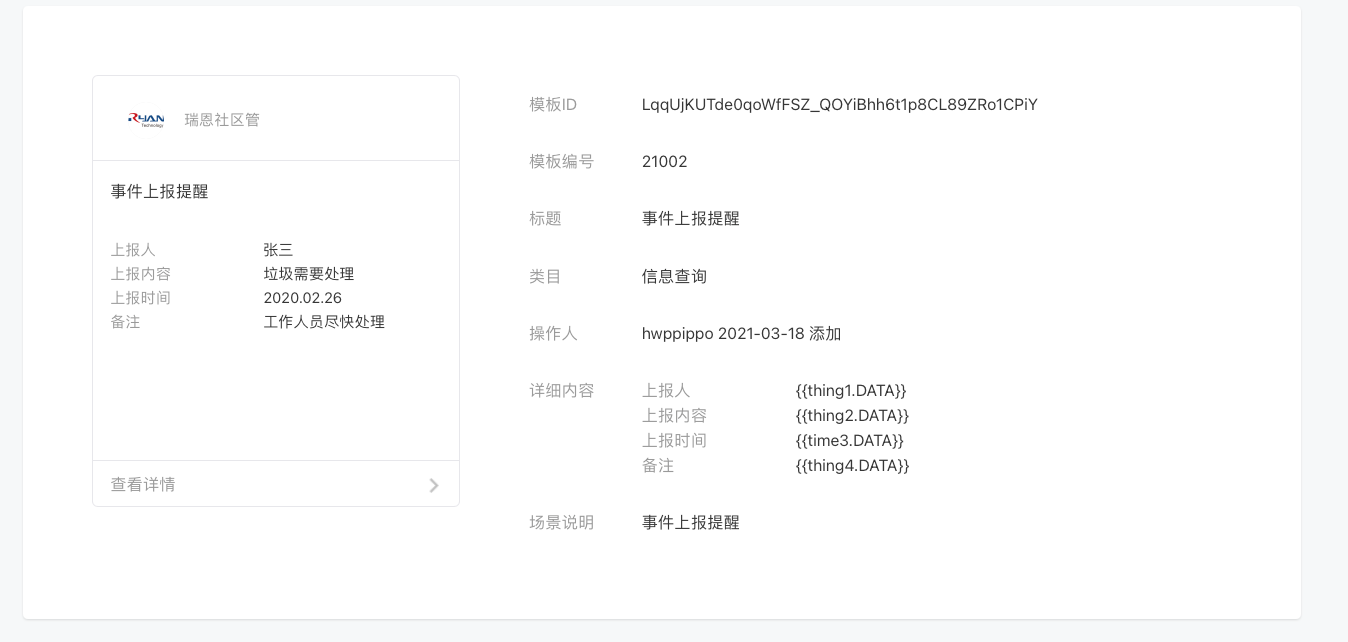 RYAN
Technology
瑞恩社区管
事件上报提醒
上报人 张三
上报内容 垃圾需要处理
上报时间 2020.02.26
备注 工作人员尽快处理
查看详情
模板ID LqqUjKUTde0qoWfFSZ_QOYiBhh6t1p8CL89ZRo1CPiY
模板编号 21002
标题 事件上报提醒
类目 信息查询
操作人 hwppippo 2021-03-18 添加
详细内容 上报人 {{thing1.DATA}}
上报内容 {{thing2.DATA}}
上报时间 {{time3.DATA}}
备注 {{thing4.DATA}}
场景说明 事件上报提醒